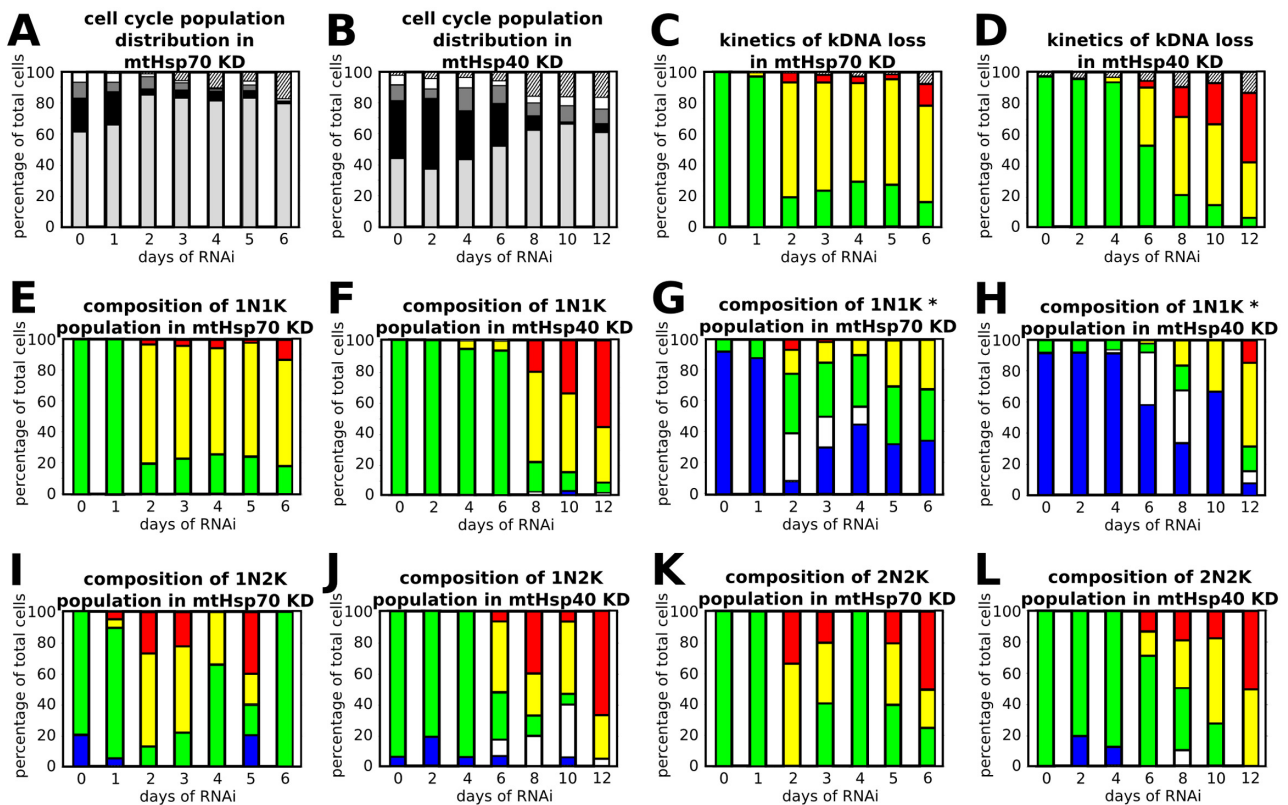 A
cell cycle population
distribution in
mtHsp70 KD
percentage of total cells
100
80
60
40
20
0
0 1 2 3 4 5 6
days of RNAi
B
cell cycle population
distribution in
mtHsp40 KD
percentage of total cells
100
80
60
40
20
0
0 2 4 6 8 10 12
days of RNAi
C
kinetics of kDNA loss
in mtHsp70 KD
percentage of total cells
100
80
60
40
20
0
0 1 2 3 4 5 6
days of RNAi
D
kinetics of kDNA loss
in mtHsp40 KD
percentage of total cells
100
80
60
40
20
0
0 2 4 6 8 10 12
days of RNAi
E
composition of 1N1K
population in mtHsp70 KD
percentage of total cells
100
80
60
40
20
0
0 1 2 3 4 5 6
days of RNAi
F
composition of 1N1K
population in mtHsp40 KD
percentage of total cells
100
80
60
40
20
0
0 2 4 6 8 10 12
days of RNAi
G
composition of 1N1K *
population in mtHsp70 KD
percentage of total cells
100
80
60
40
20
0
0 1 2 3 4 5 6
days of RNAi
H
composition of 1N1K *
population in mtHsp40 KD
percentage of total cells
100
80
60
40
20
0
0 2 4 6 8 10 12
days of RNAi
I
composition of 1N2K
population in mtHsp70 KD
percentage of total cells
100
80
60
40
20
0
0 1 2 3 4 5 6
days of RNAi
J
composition of 1N2K
population in mtHsp40 KD
percentage of total cells
100
80
60
40
20
0
0 2 4 6 8 10 12
days of RNAi
K
composition of 2N2K
population in mtHsp70 KD
percentage of total cells
100
80
60
40
20
0
0 1 2 3 4 5 6
days of RNAi
L
composition of 2N2K
population in mtHsp40 KD
percentage of total cells
100
80
60
40
20
0
0 2 4 6 8 10 12
days of RNAi